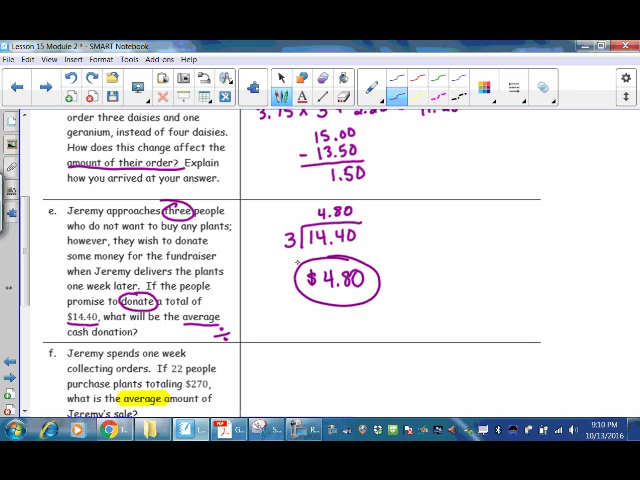 Lesson 15 Module 2 * - SMART Notebook
File Edit View Insert Format Tools Add-ons Help
order three daisies and one
geranium, instead of four daisies.
How does this change affect the
amount of their order? Explain
how you arrived at your answer.
15.00
- 13.50
1.50
e. Jeremy approaches three people
who do not want to buy any plants;
however, they wish to donate
some money for the fundraiser
when Jeremy delivers the plants
one week later. If the people
promise to donate a total of
$14.40, what will be the average
cash donation?
÷
4.80
3 14.40
$4.80
f. Jeremy spends one week
collecting orders. If 22 people
purchase plants totaling $270,
what is the average amount of
Jeremy's sale?
9:10 PM
10/13/2016